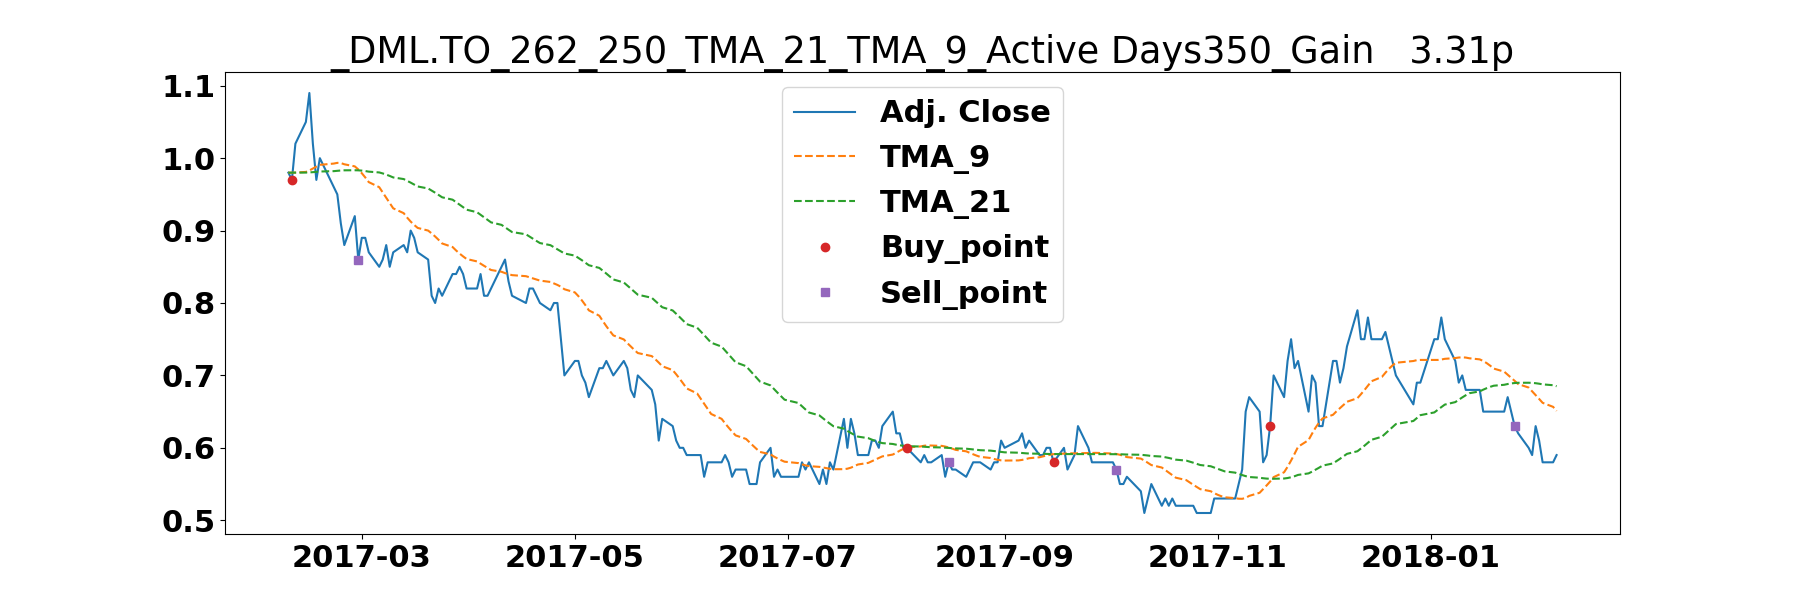 _DML.TO_262_250_TMA_21_TMA_9_Active Days350_Gain   3.31p
1.1
1.0
0.9
0.8
0.7
0.6
0.5
Adj. Close
TMA_9
TMA_21
Buy_point
Sell_point
2017-03 2017-05 2017-07 2017-09 2017-11 2018-01